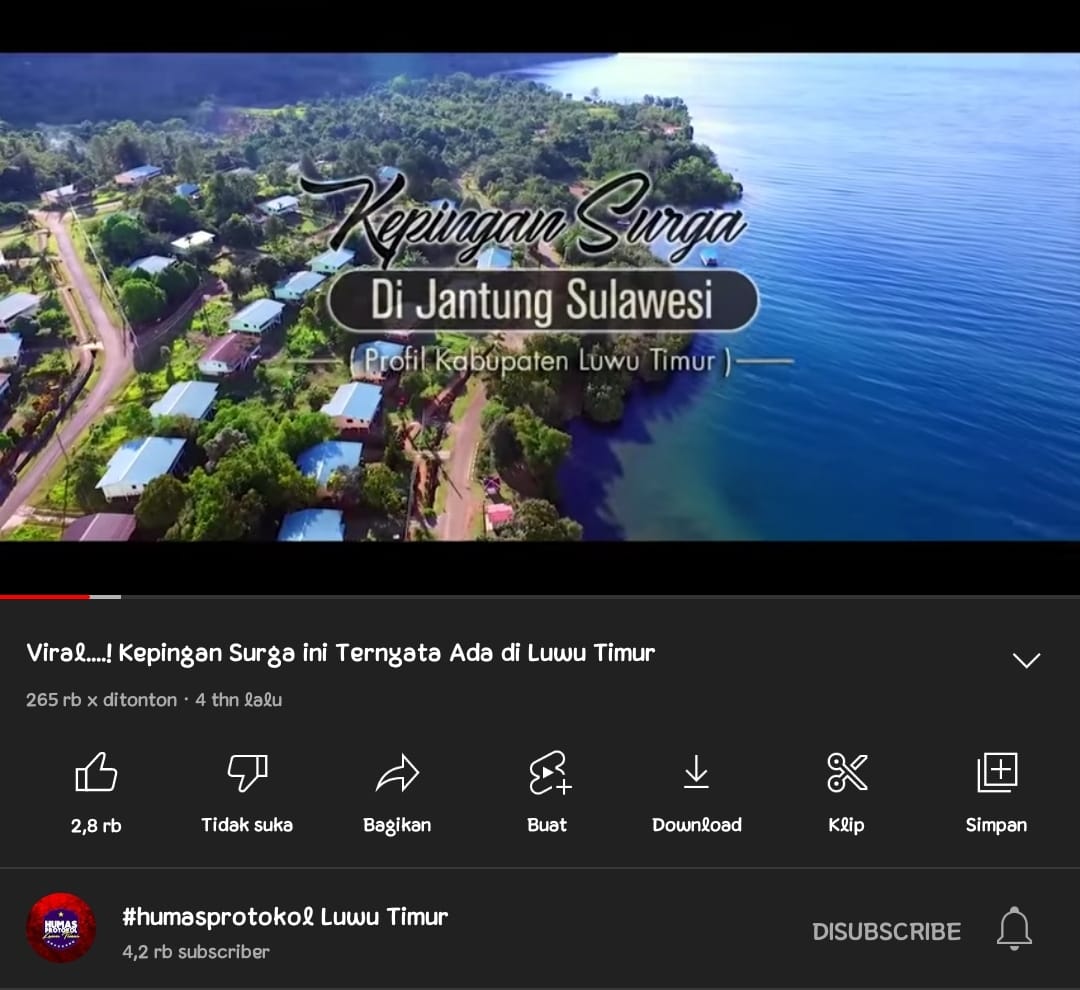 Kepingan Surga
Di Jantung Sulawesi
( Profil Kabupaten Luwu Timur )
Viral....! Kepingan Surga ini Ternyata Ada di Luwu Timur
265 rb x ditonton · 4 thn lalu
2,8 rb
Tidak suka
Bagikan
Buat
Download
Klip
Simpan
HUMAS
PROTOKOL
#humasprotokol Luwu Timur
4,2 rb subscriber
DISUBSCRIBE